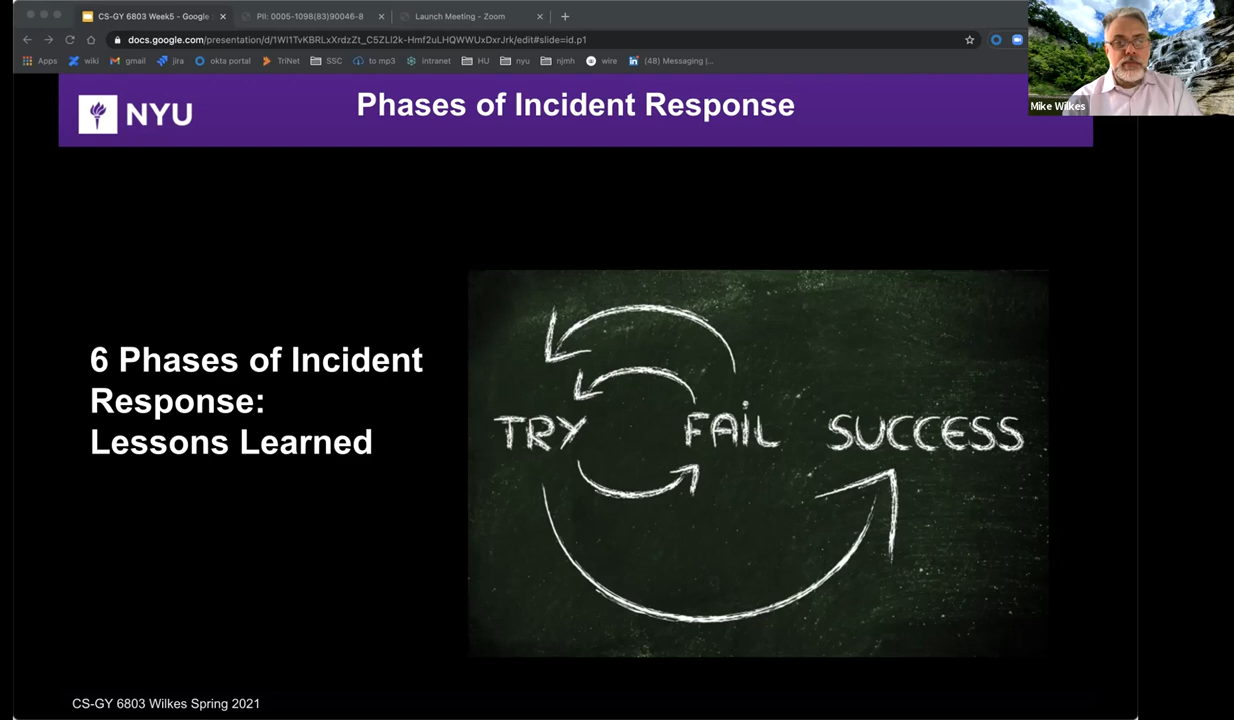 CS-GY 6803 Week5 - Google
PII: 0005-1098(83)90046-8
Launch Meeting - Zoom
docs.google.com/presentation/d/1WI1TvKBRLxXrdzZt_C5ZLI2k-Hmf2uLHQWWUxDxrJrk/edit#slide=id.p1
Apps wiki gmail jira okta portal TriNet SSC to mp3 intranet HU nyu njmh wire (48) Messaging |...
Mike Wilkes
NYU
Phases of Incident Response
6 Phases of Incident
Response:
Lessons Learned
TRY FAIL SUCCESS
CS-GY 6803 Wilkes Spring 2021